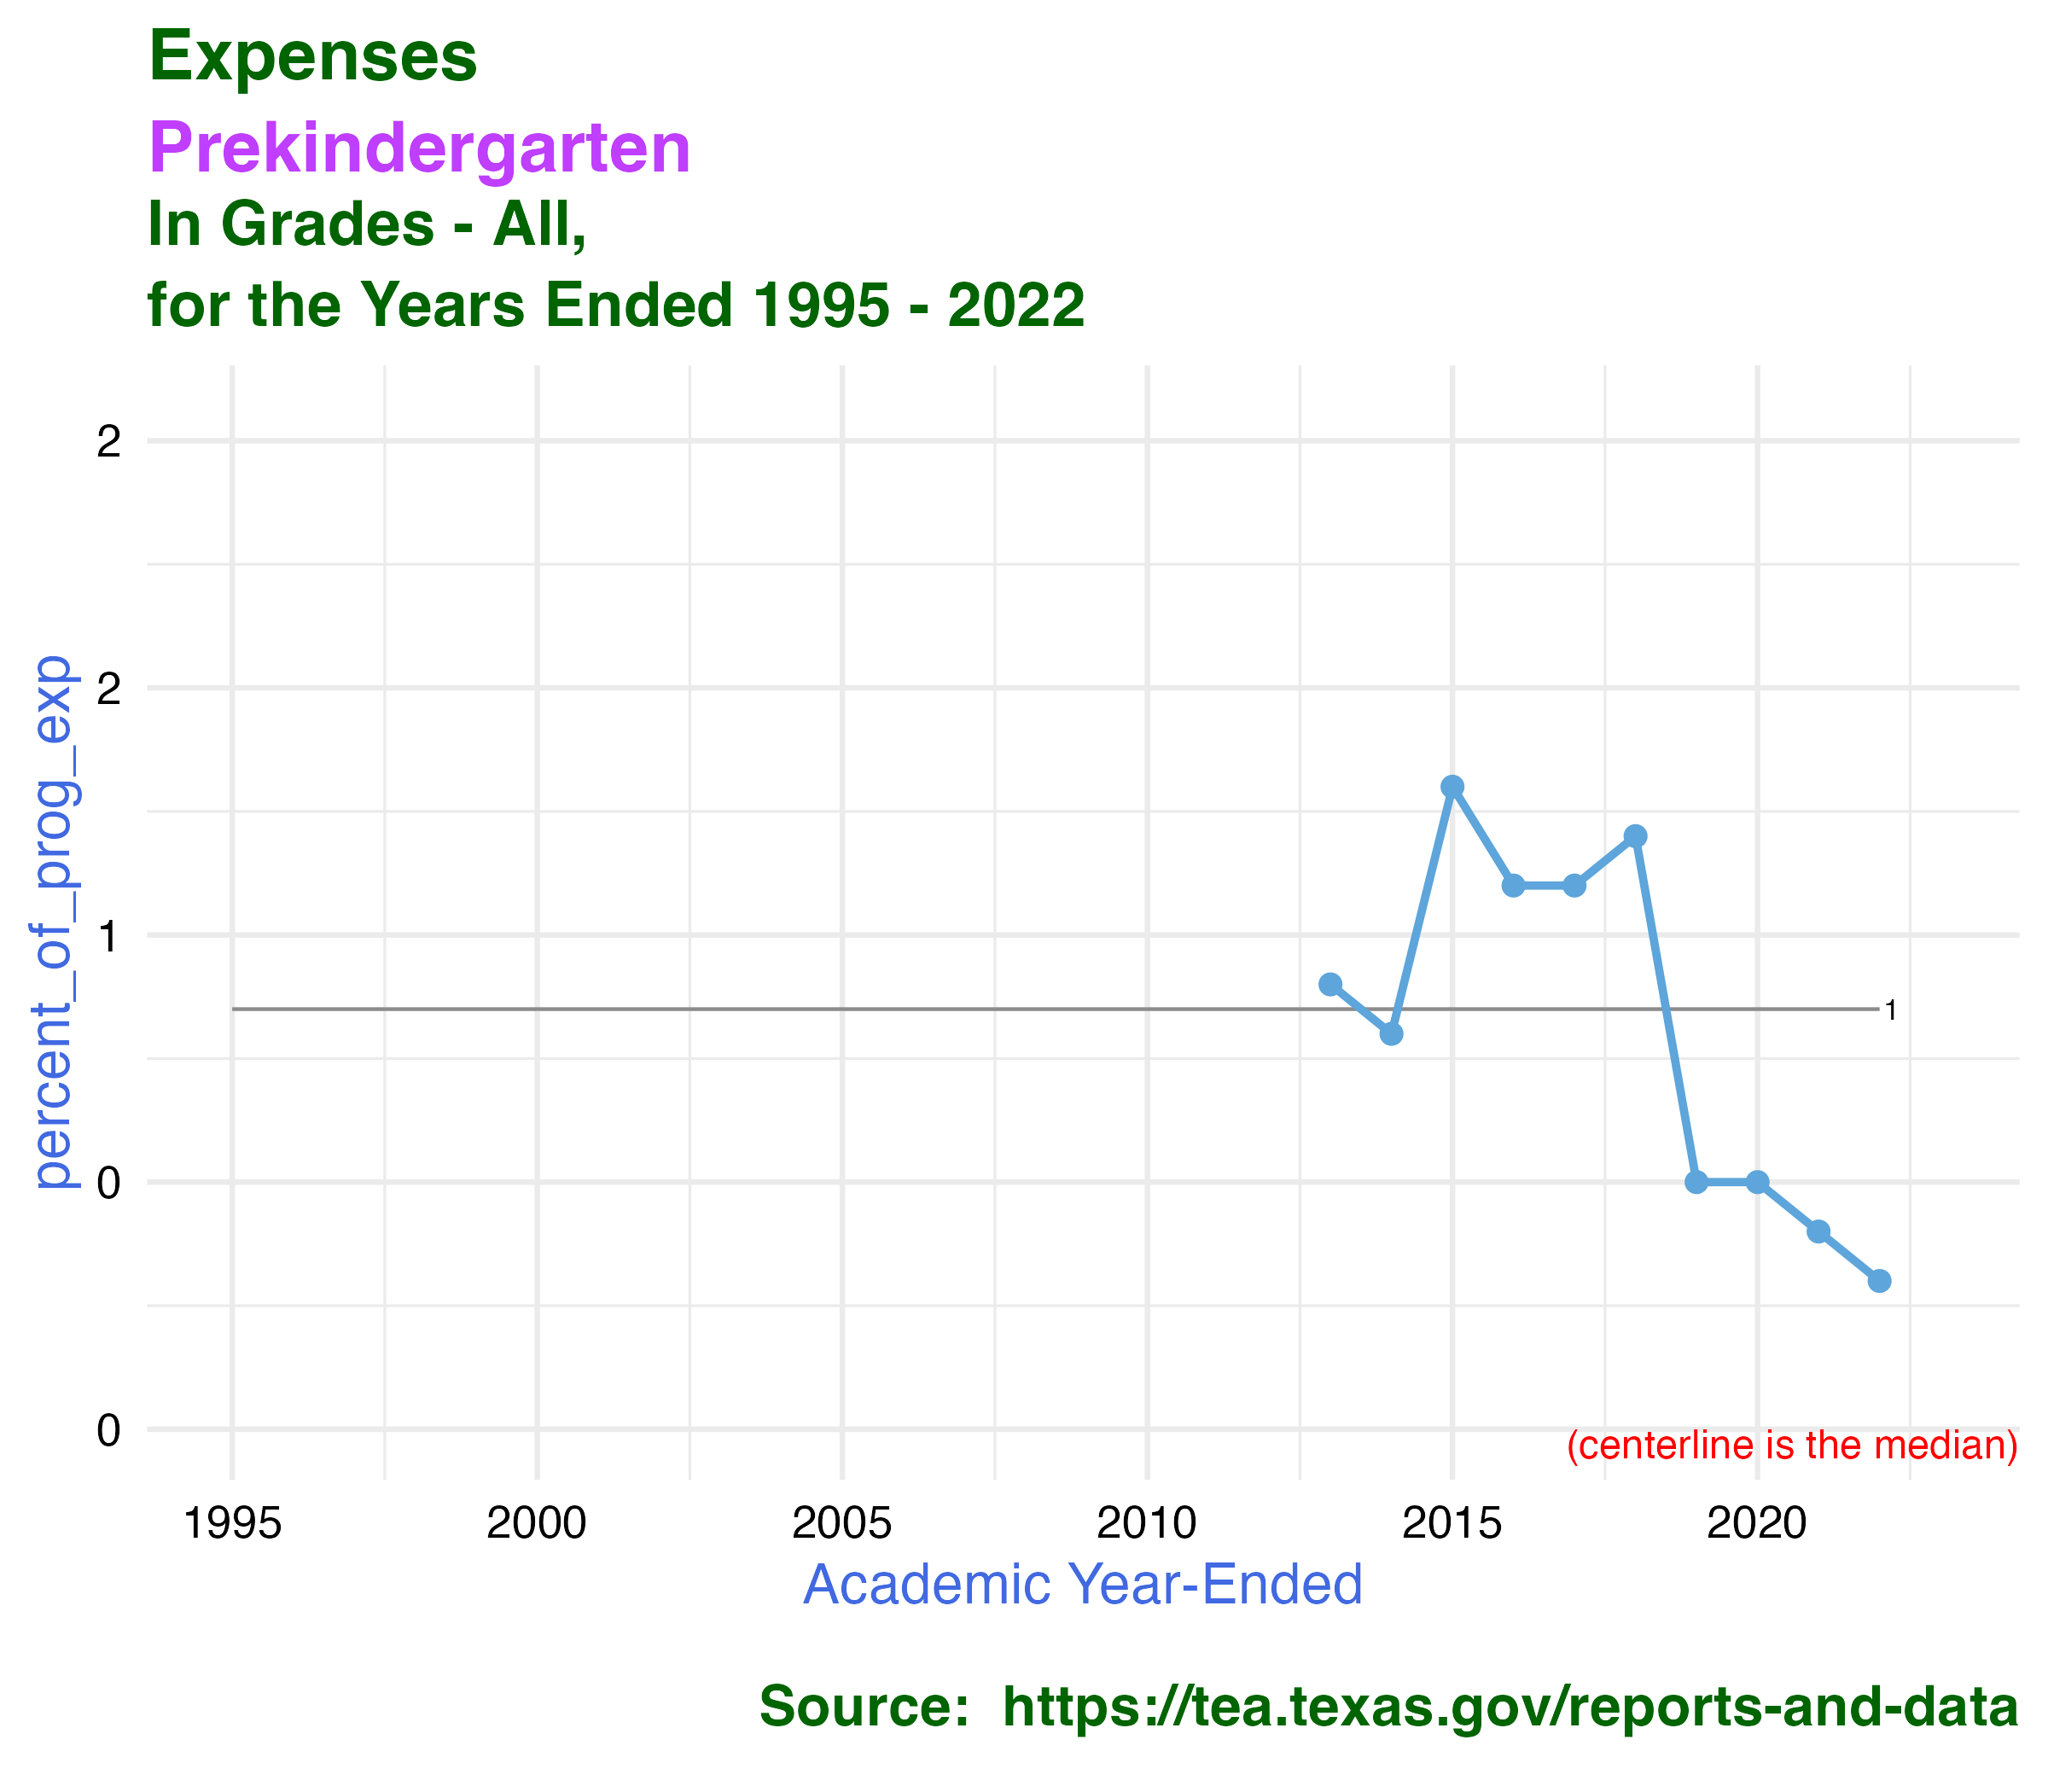 Expenses
Prekindergarten
In Grades - All,
for the Years Ended 1995 - 2022
2
2
1
0
0
percent_of_prog_exp
1
(centerline is the median)
1995 2000 2005 2010 2015 2020
Academic Year-Ended
Source:  https://tea.texas.gov/reports-and-data